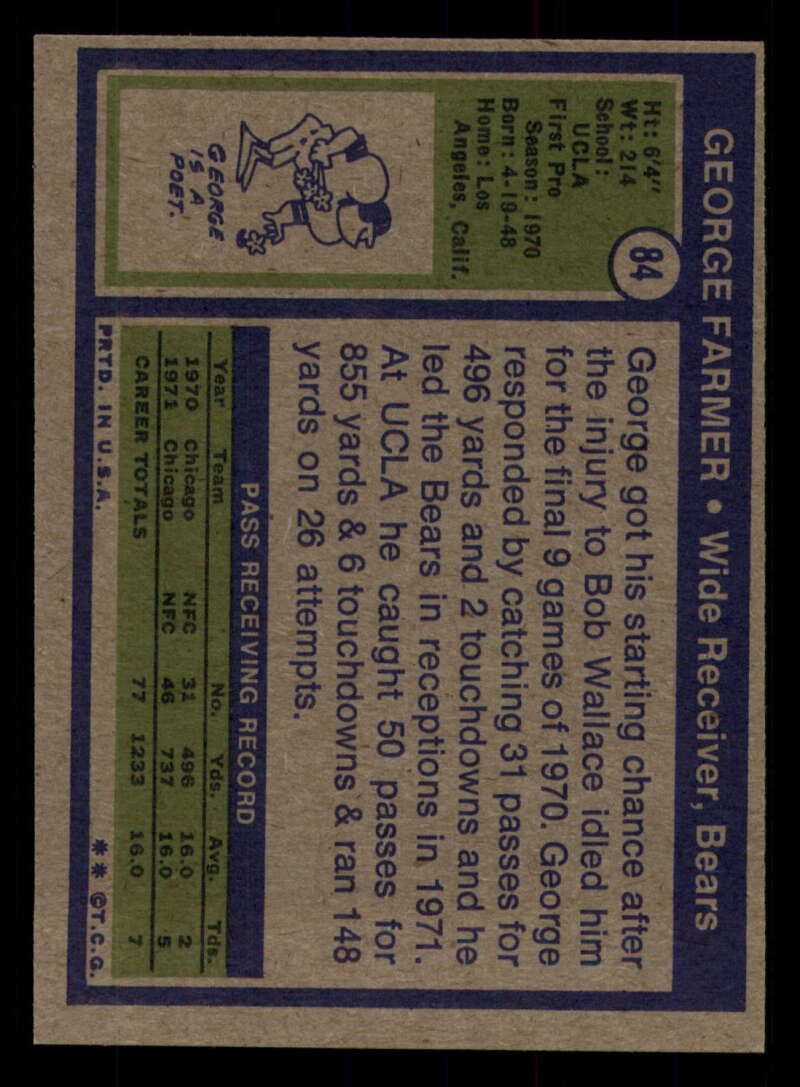 GEORGE FARMER • Wide Receiver, Bears
84
Ht: 6'4"
Wt: 214
School:
UCLA
First Pro
Season: 1970
Born: 4-19-48
Home: Los
Angeles, Calif.
GEORGE
IS A
POET.
George got his starting chance after
the injury to Bob Wallace idled him
for the final 9 games of 1970. George
responded by catching 31 passes for
496 yards and 2 touchdowns and he
led the Bears in receptions in 1971.
At UCLA he caught 50 passes for
855 yards & 6 touchdowns & ran 148
yards on 26 attempts.
PASS RECEIVING RECORD
Year Team No. Yds. Avg. Tds.
1970 Chicago NFC 31 496 16.0 2
1971 Chicago NFC 46 737 16.0 5
CAREER TOTALS 77 1233 16.0 7
PRTD. IN U.S.A. ** ©T.C.G.